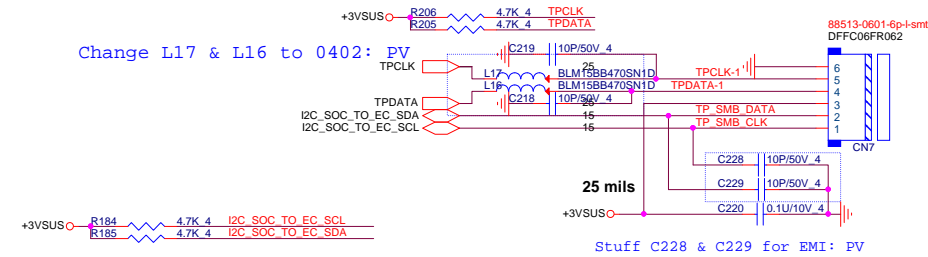 +3VSUS
R206 4.7K_4 TPCLK
R205 4.7K_4 TPDATA
88513-0601-6p-l-smt
DFFC06FR062
Change L17 & L16 to 0402: PV
C219 10P/50V_4
25
TPCLK
L17 BLM15BB470SN1D TPCLK-1
L16 BLM15BB470SN1D TPDATA-1
C218 10P/50V_4
25
TPDATA
I2C_SOC_TO_EC_SDA 15 TP_SMB_DATA
I2C_SOC_TO_EC_SCL 15 TP_SMB_CLK
6
5
4
3
2
1
CN7
C228 10P/50V_4
C229 10P/50V_4
25 mils
+3VSUS C220 0.1U/10V_4
+3VSUS
R184 4.7K_4 I2C_SOC_TO_EC_SCL
R185 4.7K_4 I2C_SOC_TO_EC_SDA
Stuff C228 & C229 for EMI: PV